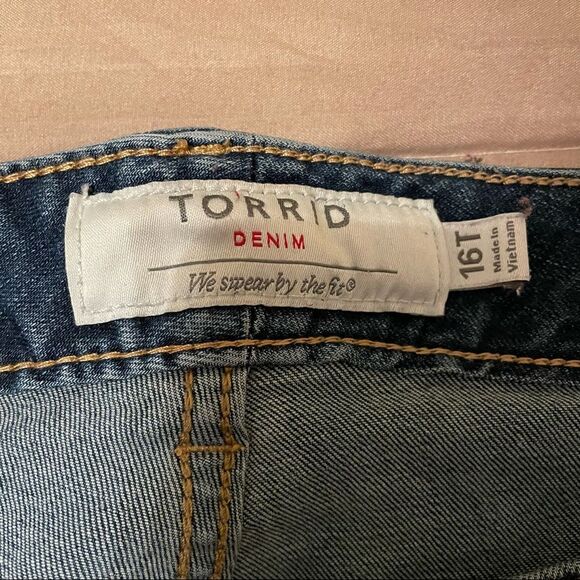 TORRID
DENIM
We swear by the fit®
16T
Made in
Vietnam